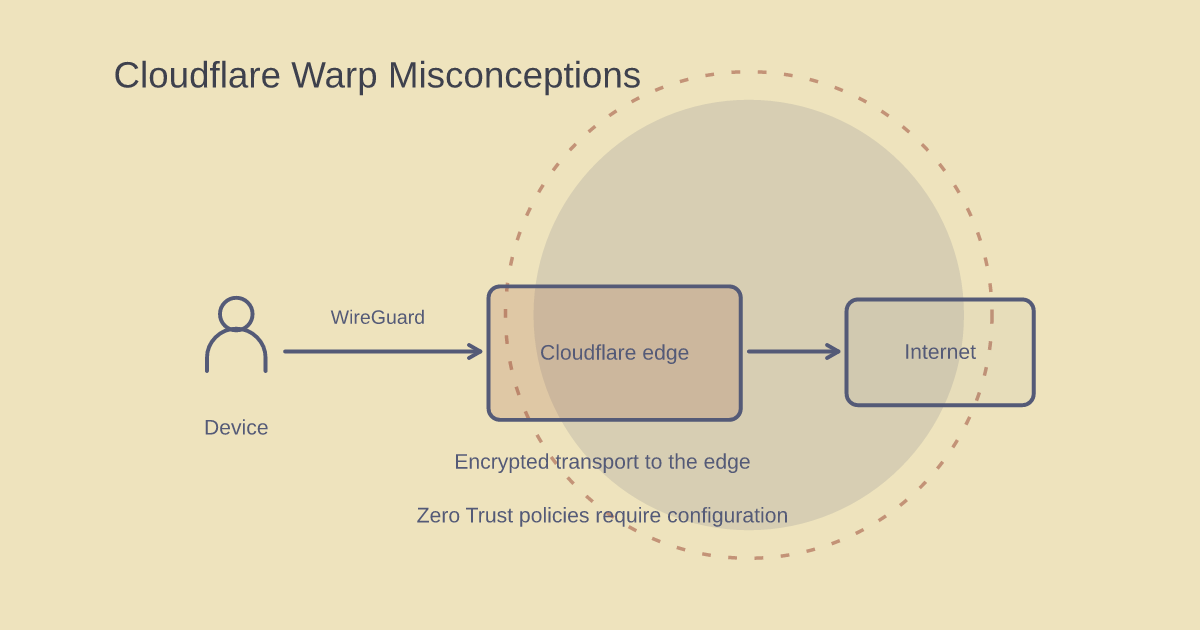 Cloudflare Warp Misconceptions
WireGuard
Cloudflare edge
Internet
Device
Encrypted transport to the edge
Zero Trust policies require configuration